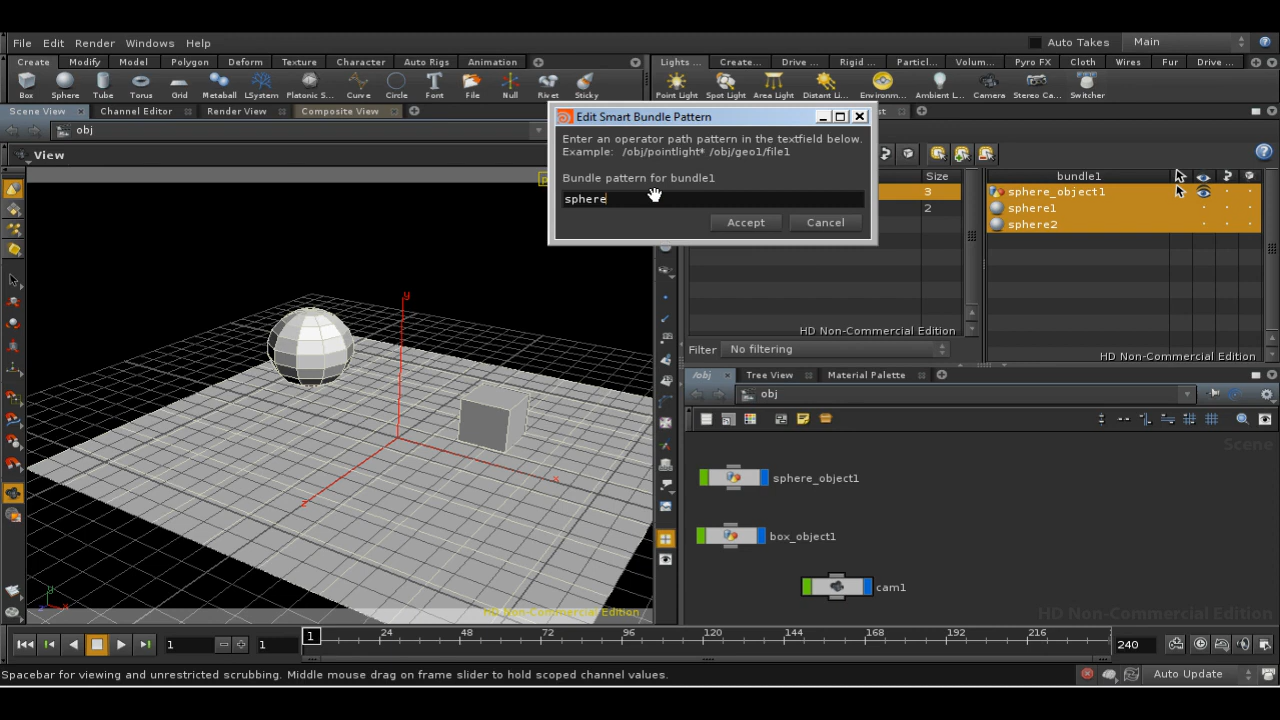 File Edit Render Windows Help
Auto Takes Main
Create Modify Model Polygon Deform Texture Character Auto Rigs Animation
Lights ... Create... Drive ... Rigid ... Particl... Volum... Pyro FX Cloth Wires Fur Drive ...
Box Sphere Tubes Torus Grid Metaball LSystem Platonic S... Curve Circle Font File Null Rivet Sticky
Point Light Spot Light Area Light Distant Li... Environm... Ambient L... Stereo Ca... Camera Switcher
Scene View Channel Editor Render View Composite View
obj
View
Edit Smart Bundle Pattern
Enter an operator path pattern in the textfield below.
Example: /obj/pointlight* /obj/geo1/file1
Bundle pattern for bundle1
sphere
Accept Cancel
Size
3
2
bundle1
sphere_object1
sphere1
sphere2
HD Non-Commercial Edition
Filter No filtering
HD Non-Commercial Edition
/obj Tree View Material Palette
obj
Scene
sphere_object1
box_object1
cam1
HD Non-Commercial Edition
y
x
z
y
x
z
HD Non-Commercial Edition
1 1 1 24 48 72 96 120 144 168 192 216 240
Spacebar for viewing and unrestricted scrubbing. Middle mouse drag on frame slider to hold scoped channel values.
Auto Update